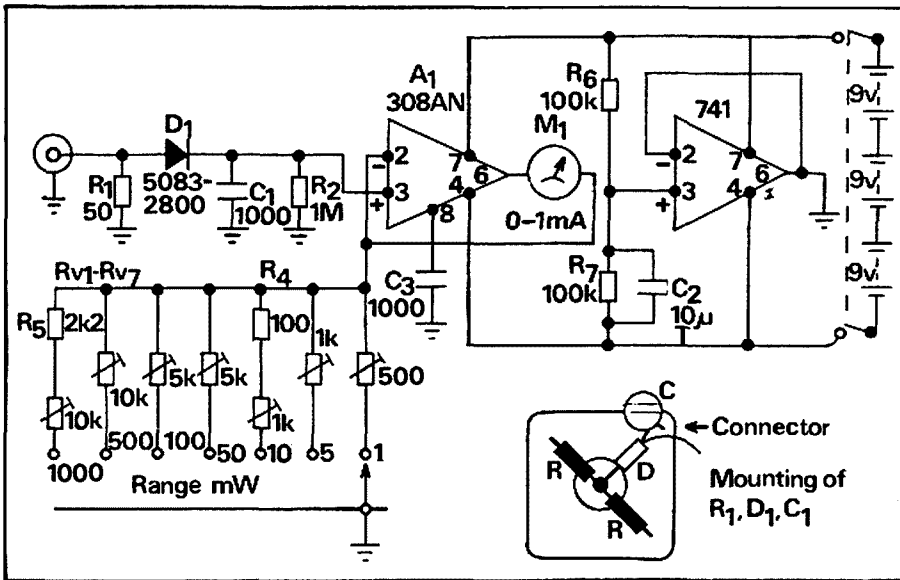 A1
308AN
D1
R1
50
5083-
2800
C1
1000
R2
1M
2
-
3
+
7
4
6
8
M1
0-1mA
C3
1000
R6
100k
R7
100k
C2
10µ
741
2
-
3
+
7
4
6
9v
9v
9v
Rv1-Rv7
R4
R5
2k2
10k
10k
5k
5k
100
1k
1k
500
1000
500
100
50
10
5
1
Range mW
C
D
R
R
Connector
Mounting of
R1, D1, C1